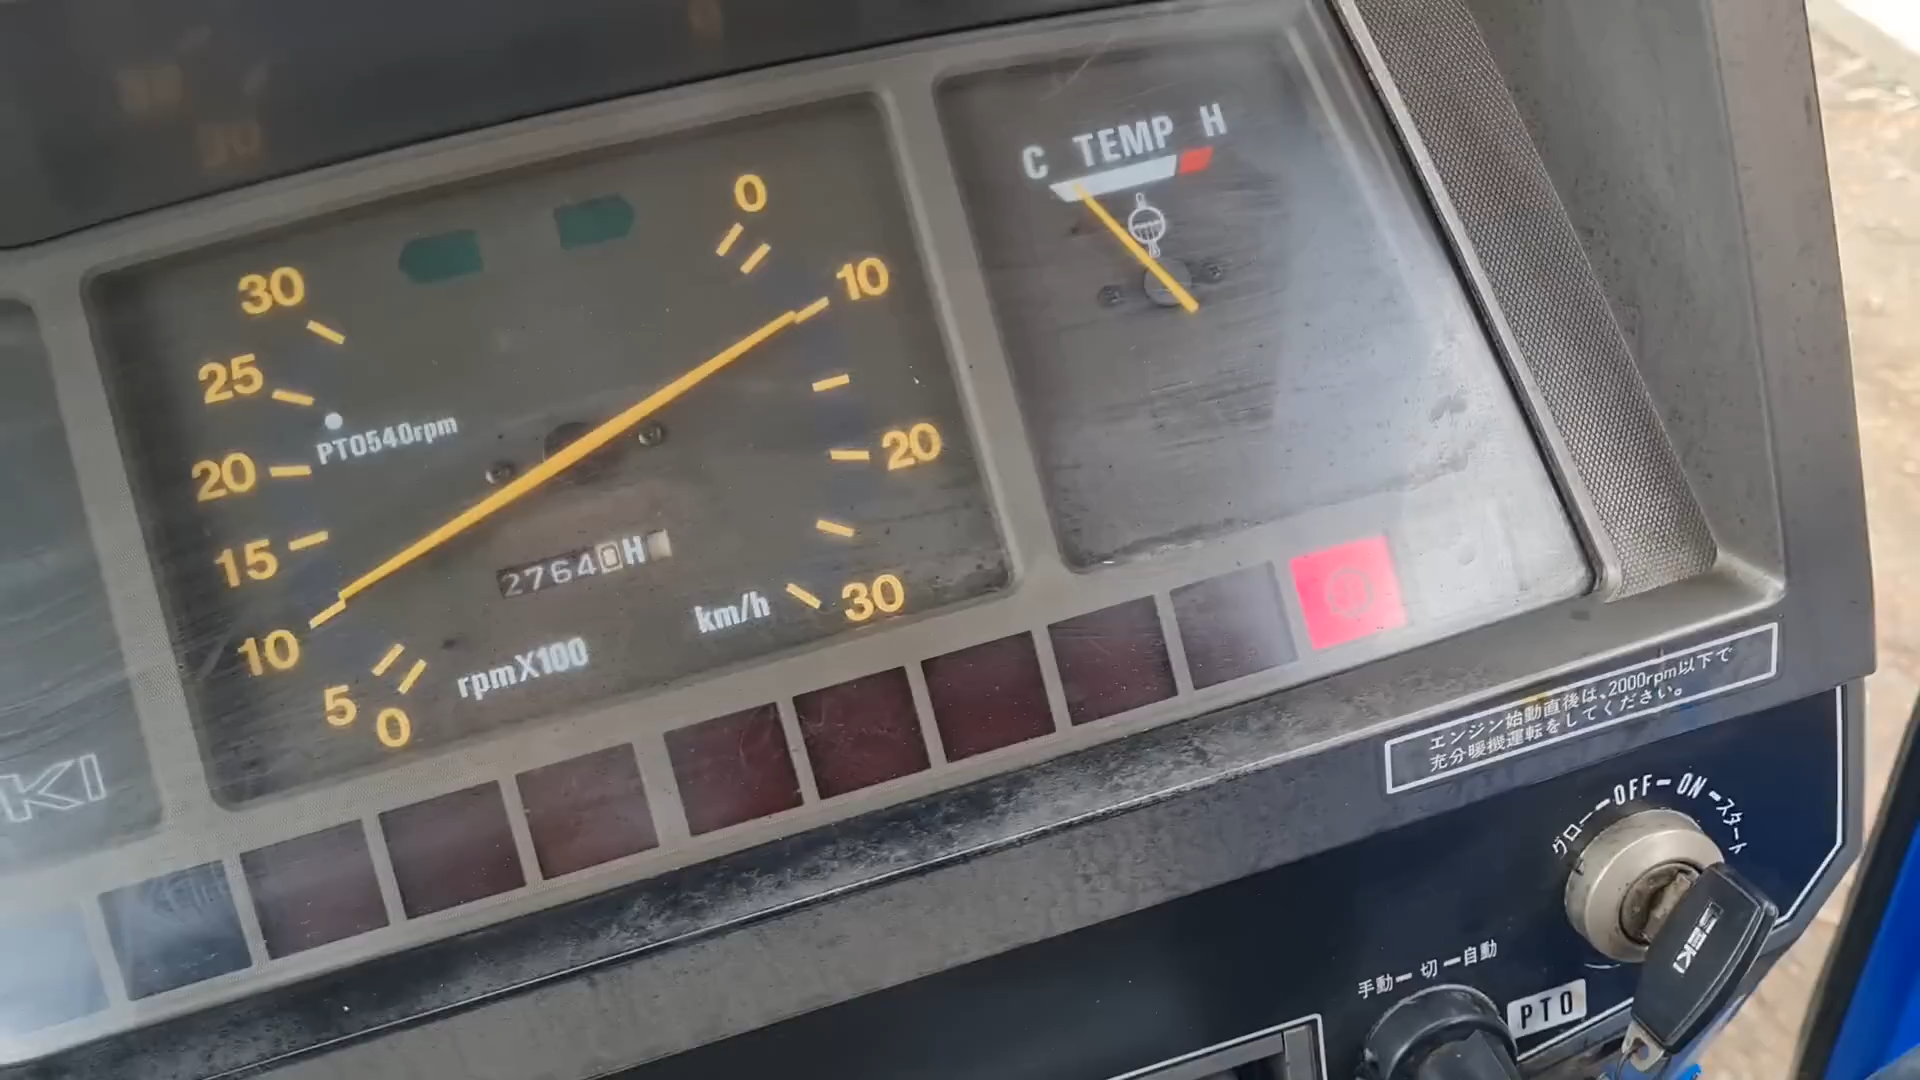 C TEMP H
0
10
20
30
km/h
30
25
20
15
10
5
0
PTO540rpm
27640H
rpmX100
KI
エンジン始動直後は、2000rpm以下で
充分暖機運転をしてください。
グロー OFF ON スタート
ISEKI
手動 切 自動
PTO